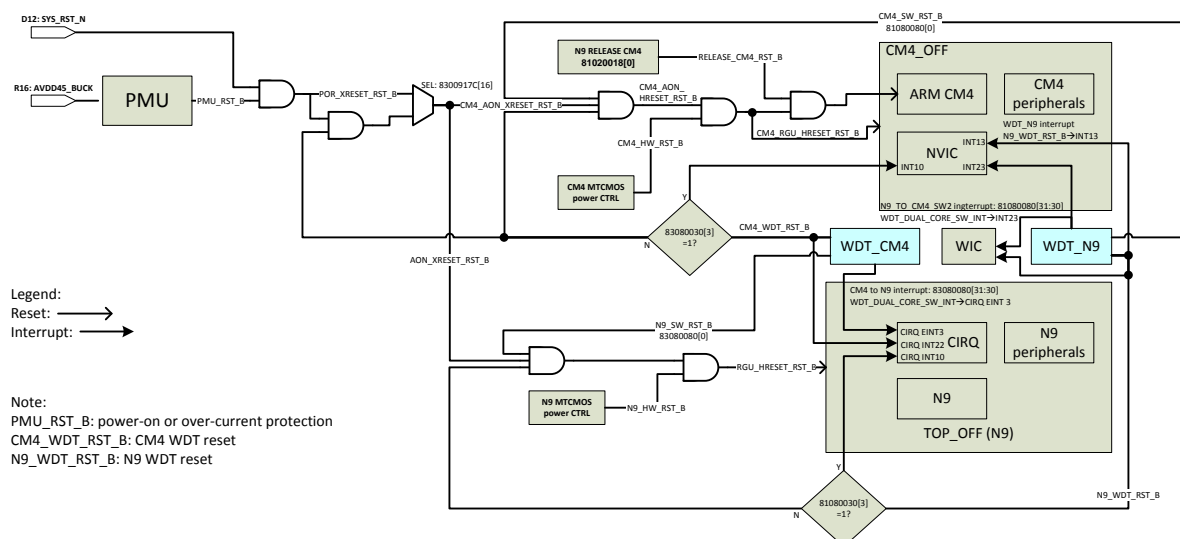 D12: SYS_RST_N
R16: AVDD45_BUCK
PMU
PMU_RST_B
POR_XRESET_RST_B
SEL: 8300917C[16]
CM4_AON_XRESET_RST_B
N9 RELEASE CM4
81020018[0]
RELEASE_CM4_RST_B
CM4_SW_RST_B
81080080[0]
CM4_AON_
HRESET_RST_B
CM4_HW_RST_B
CM4_RGU_HRESET_RST_B
CM4 MTCMOS
power CTRL
CM4_OFF
ARM CM4
CM4
peripherals
WDT_N9 interrupt
N9_WDT_RST_B→INT13
NVIC
INT13
INT10
INT23
N9_TO_CM4_SW2 ingterrupt: 81080080[31:30]
WDT_DUAL_CORE_SW_INT→INT23
Y
83080030[3]
=1?
N
CM4_WDT_RST_B
WDT_CM4
WIC
WDT_N9
AON_XRESET_RST_B
Legend:
Reset:
Interrupt:
CM4 to N9 interrupt: 83080080[31:30]
WDT_DUAL_CORE_SW_INT→CIRQ EINT 3
N9_SW_RST_B
83080080[0]
CIRQ EINT3
CIRQ INT22
CIRQ INT10
CIRQ
N9
peripherals
RGU_HRESET_RST_B
N9 MTCMOS
power CTRL
N9_HW_RST_B
N9
TOP_OFF (N9)
Note:
PMU_RST_B: power-on or over-current protection
CM4_WDT_RST_B: CM4 WDT reset
N9_WDT_RST_B: N9 WDT reset
Y
81080030[3]
=1?
N
N9_WDT_RST_B